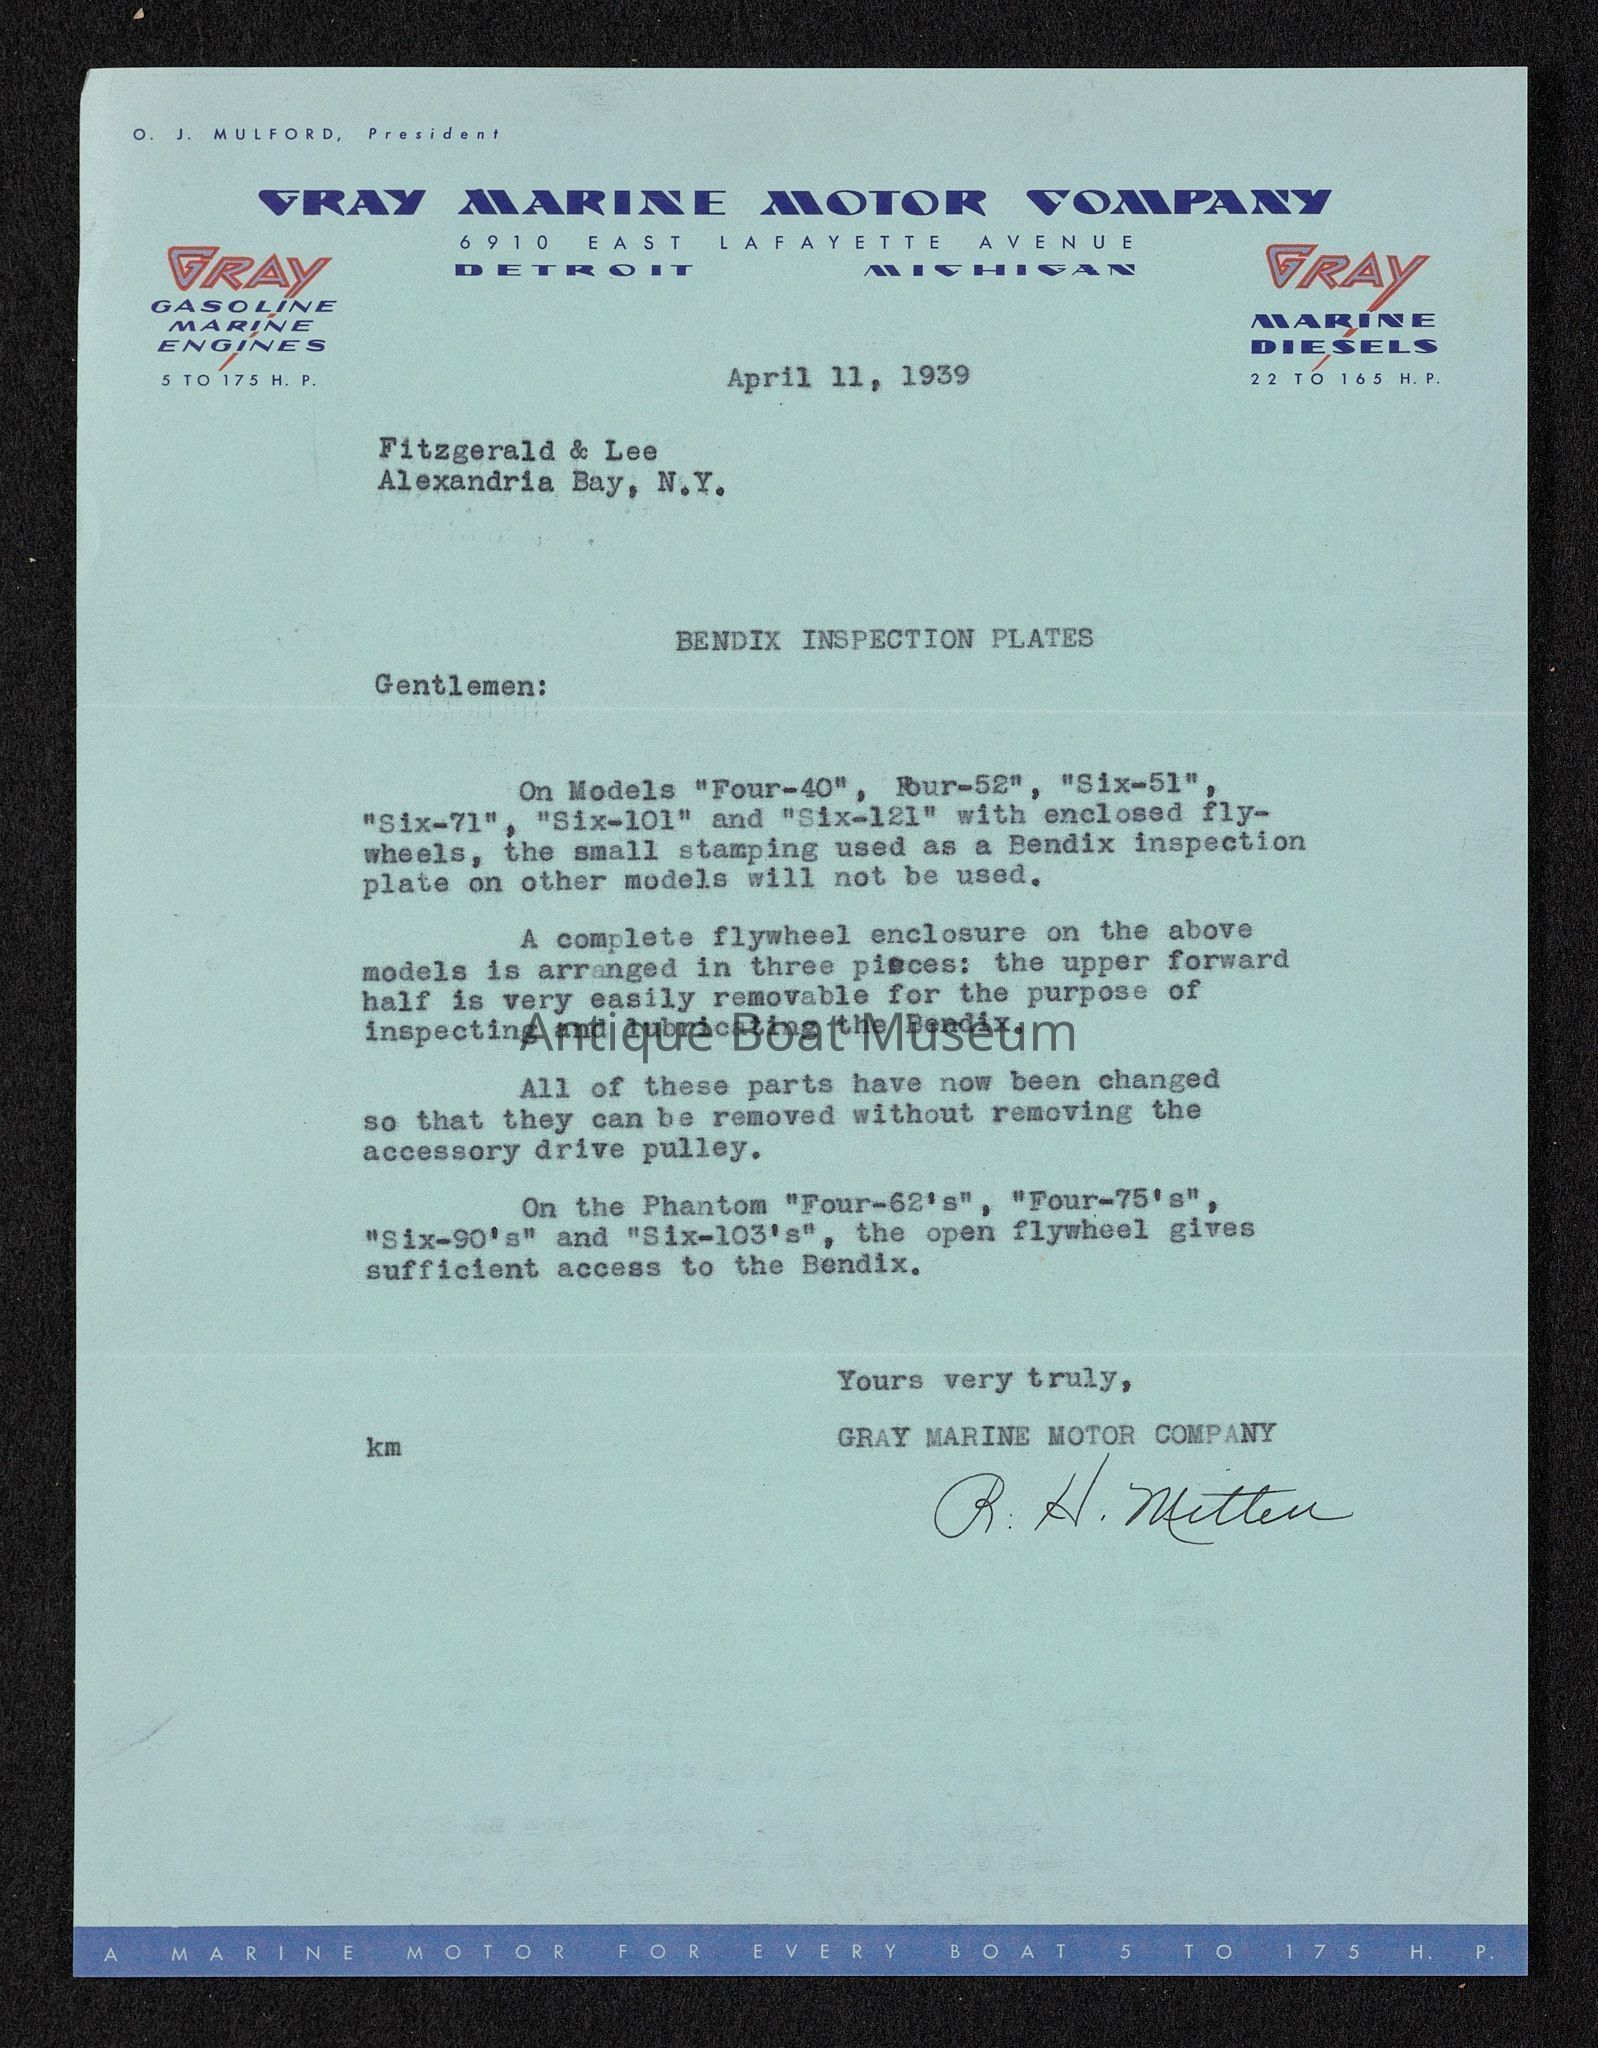 O. J. MULFORD, President
GRAY MARINE MOTOR COMPANY
6910 EAST LAFAYETTE AVENUE
DETROIT MICHIGAN
GRAY
GASOLINE
MARINE
ENGINES
5 TO 175 H. P.
GRAY
MARINE
DIESELS
22 TO 165 H. P.
April 11, 1939
Fitzgerald & Lee
Alexandria Bay, N.Y.
BENDIX INSPECTION PLATES
Gentlemen:
On Models "Four-40", Four-52", "Six-51",
"Six-71", "Six-101" and "Six-121" with enclosed fly-
wheels, the small stamping used as a Bendix inspection
plate on other models will not be used.
A complete flywheel enclosure on the above
models is arranged in three pieces: the upper forward
half is very easily removable for the purpose of
inspecting and lubricating the Bendix.
Antique Boat Museum
All of these parts have now been changed
so that they can be removed without removing the
accessory drive pulley.
On the Phantom "Four-62's", "Four-75's",
"Six-90's" and "Six-103's", the open flywheel gives
sufficient access to the Bendix.
Yours very truly,
GRAY MARINE MOTOR COMPANY
km
R. H. Mitten
A MARINE MOTOR FOR EVERY BOAT 5 TO 175 H. P.